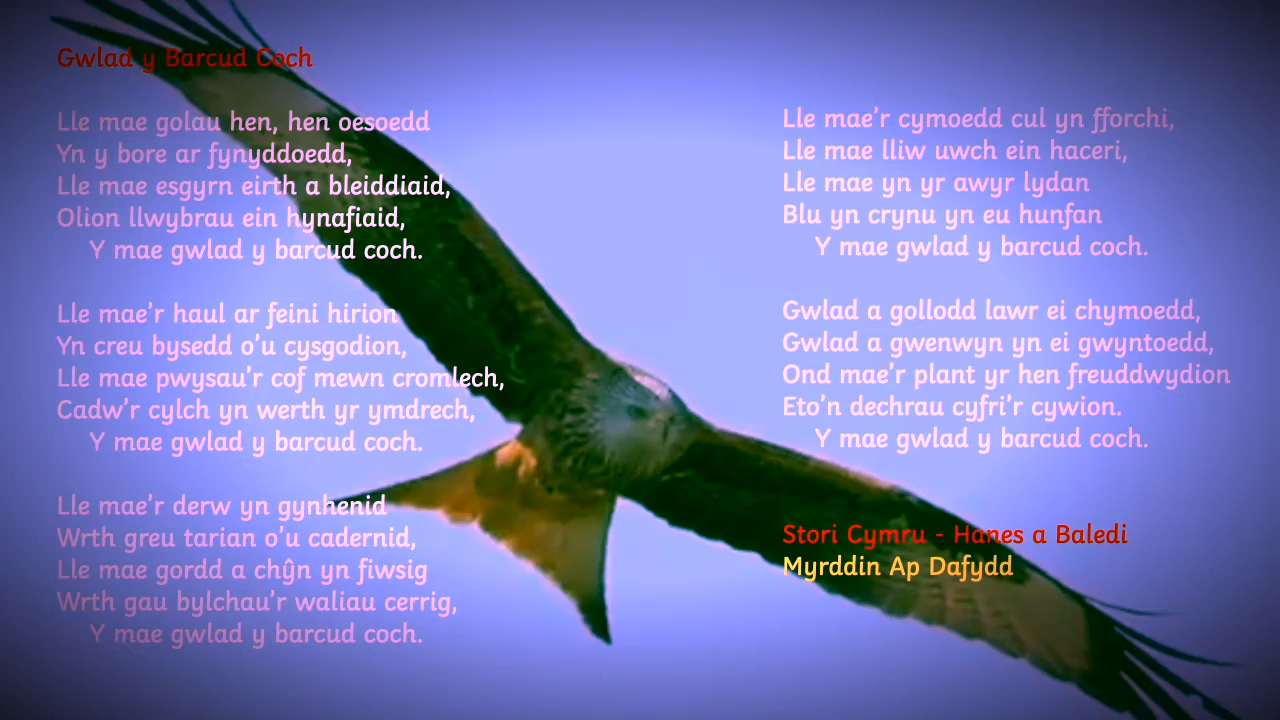 Gwlad y Barcud Coch
Lle mae golau hen, hen oesoedd
Yn y bore ar fynyddoedd,
Lle mae esgyrn eirth a bleiddiaid,
Olion llwybrau ein hynafiaid,
Y mae gwlad y barcud coch.
Lle mae’r haul ar feini hirion
Yn creu bysedd o’u cysgodion,
Lle mae pwysau’r cof mewn cromlech,
Cadw’r cylch yn werth yr ymdrech,
Y mae gwlad y barcud coch.
Lle mae’r derw yn gynhenid
Wrth greu tarian o’u cadernid,
Lle mae gordd a chŷn yn fiwsig
Wrth gau bylchau’r waliau cerrig,
Y mae gwlad y barcud coch.
Lle mae’r cymoedd cul yn fforchi,
Lle mae lliw uwch ein haceri,
Lle mae yn yr awyr lydan
Blu yn crynu yn eu hunfan
Y mae gwlad y barcud coch.
Gwlad a gollodd lawr ei chymoedd,
Gwlad a gwenwyn yn ei gwyntoedd,
Ond mae’r plant yr hen freuddwydion
Eto’n dechrau cyfri’r cywion.
Y mae gwlad y barcud coch.
Stori Cymru - Hanes a Baledi
Myrddin Ap Dafydd